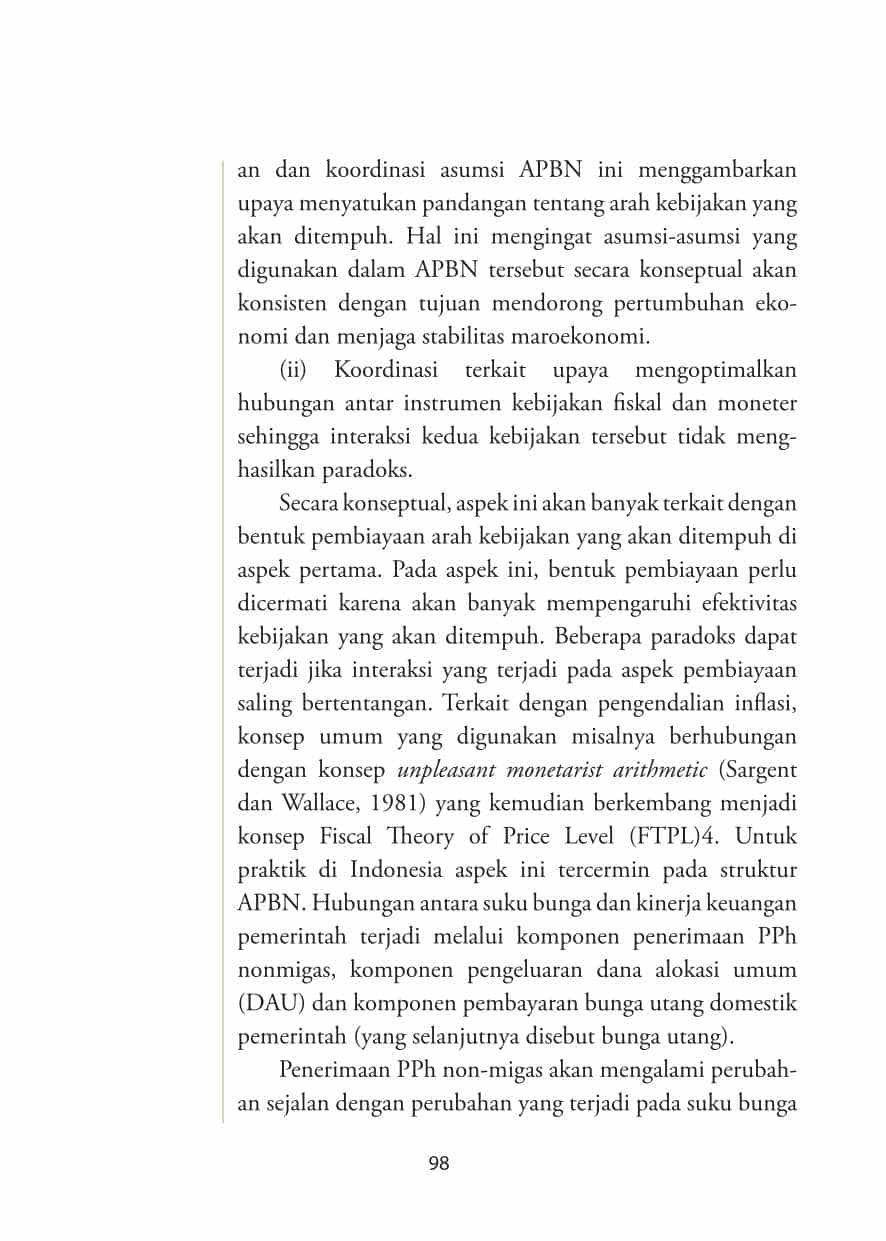 an dan koordinasi asumsi APBN ini menggambarkan
upaya menyatukan pandangan tentang arah kebijakan yang
akan ditempuh. Hal ini mengingat asumsi-asumsi yang
digunakan dalam APBN tersebut secara konseptual akan
konsisten dengan tujuan mendorong pertumbuhan eko-
nomi dan menjaga stabilitas maroekonomi.
(ii) Koordinasi terkait upaya mengoptimalkan
hubungan antar instrumen kebijakan fiskal dan moneter
sehingga interaksi kedua kebijakan tersebut tidak meng-
hasilkan paradoks.
Secara konseptual, aspek ini akan banyak terkait dengan
bentuk pembiayaan arah kebijakan yang akan ditempuh di
aspek pertama. Pada aspek ini, bentuk pembiayaan perlu
dicermati karena akan banyak mempengaruhi efektivitas
kebijakan yang akan ditempuh. Beberapa paradoks dapat
terjadi jika interaksi yang terjadi pada aspek pembiayaan
saling bertentangan. Terkait dengan pengendalian inflasi,
konsep umum yang digunakan misalnya berhubungan
dengan konsep unpleasant monetarist arithmetic (Sargent
dan Wallace, 1981) yang kemudian berkembang menjadi
konsep Fiscal Theory of Price Level (FTPL)4. Untuk
praktik di Indonesia aspek ini tercermin pada struktur
APBN. Hubungan antara suku bunga dan kinerja keuangan
pemerintah terjadi melalui komponen penerimaan PPh
nonmigas, komponen pengeluaran dana alokasi umum
(DAU) dan komponen pembayaran bunga utang domestik
pemerintah (yang selanjutnya disebut bunga utang).
Penerimaan PPh non-migas akan mengalami perubah-
an sejalan dengan perubahan yang terjadi pada suku bunga
98